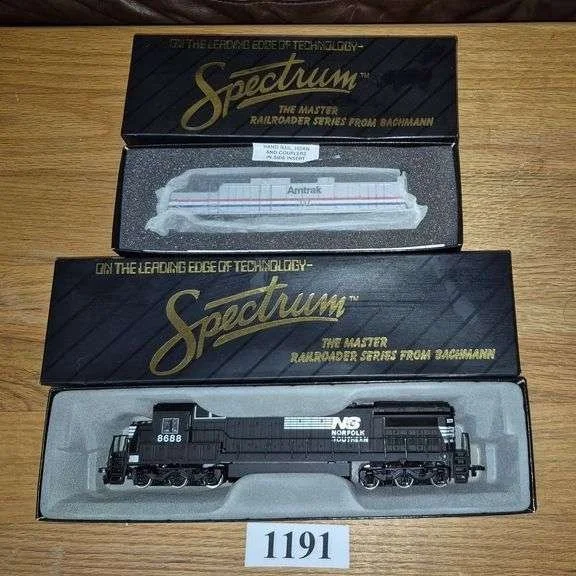 ON THE LEADING EDGE OF TECHNOLOGY-
Spectrum™
THE MASTER
RAILROADER SERIES FROM BACHMANN
HAND RAIL, HORN
AND COUPLERS
IN SIDE INSERT
Amtrak
ON THE LEADING EDGE OF TECHNOLOGY-
Spectrum™
THE MASTER
RAILROADER SERIES FROM BACHMANN
8688
NS
NORFOLK
SOUTHERN
1191